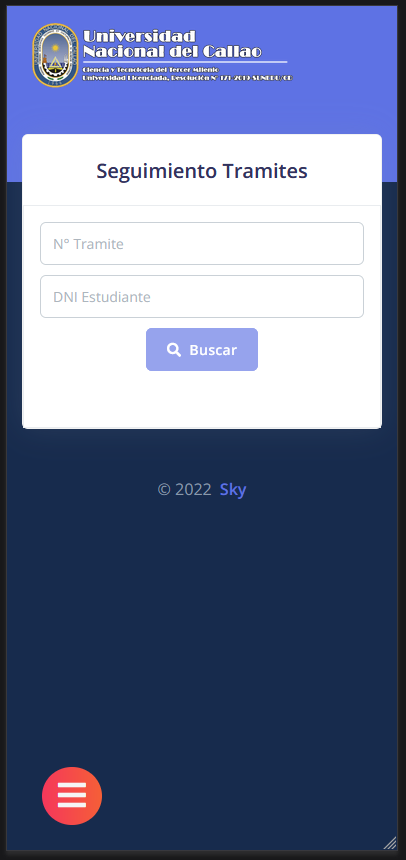 Universidad
Nacional del Callao
Ciencia y Tecnología del Tercer Milenio
Universidad Licenciada, Resolución N° 171-2019-SUNEDU/CD
Seguimiento Tramites
N° Tramite
DNI Estudiante
Buscar
© 2022 Sky